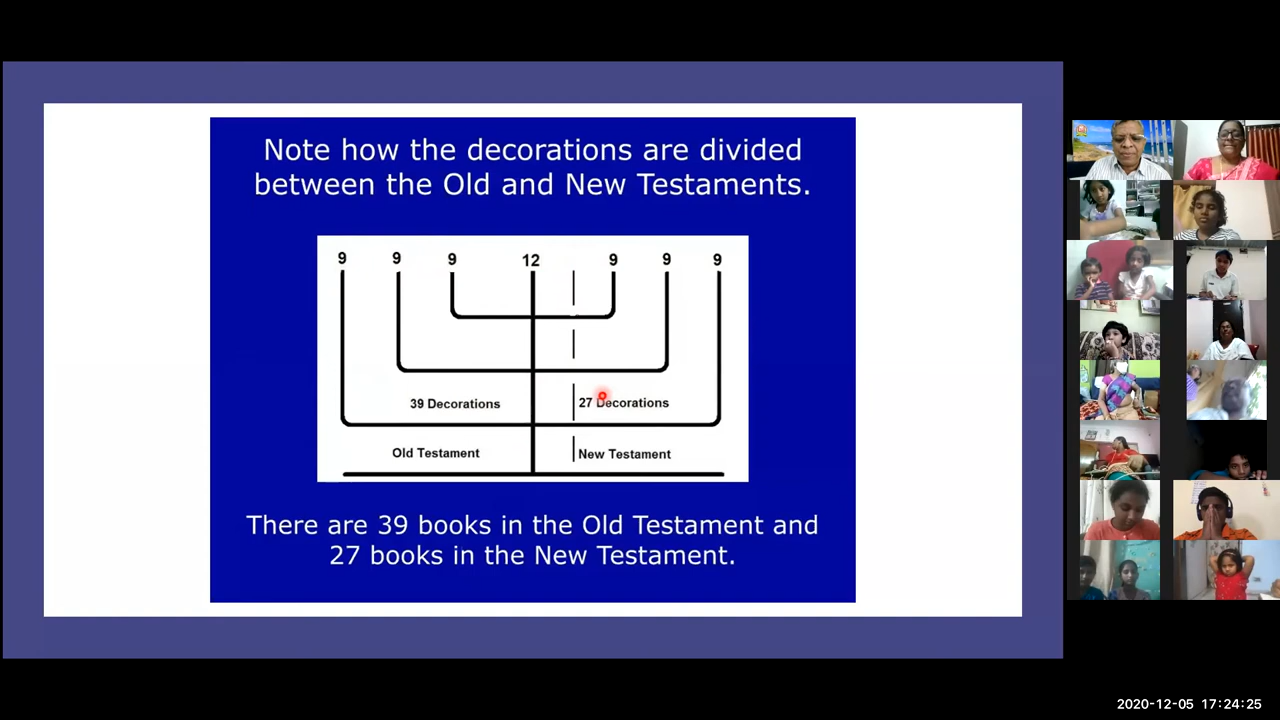 Note how the decorations are divided
between the Old and New Testaments.
9 9 9 12 9 9 9
39 Decorations 27 Decorations
Old Testament New Testament
There are 39 books in the Old Testament and
27 books in the New Testament.
2020-12-05 17:24:25